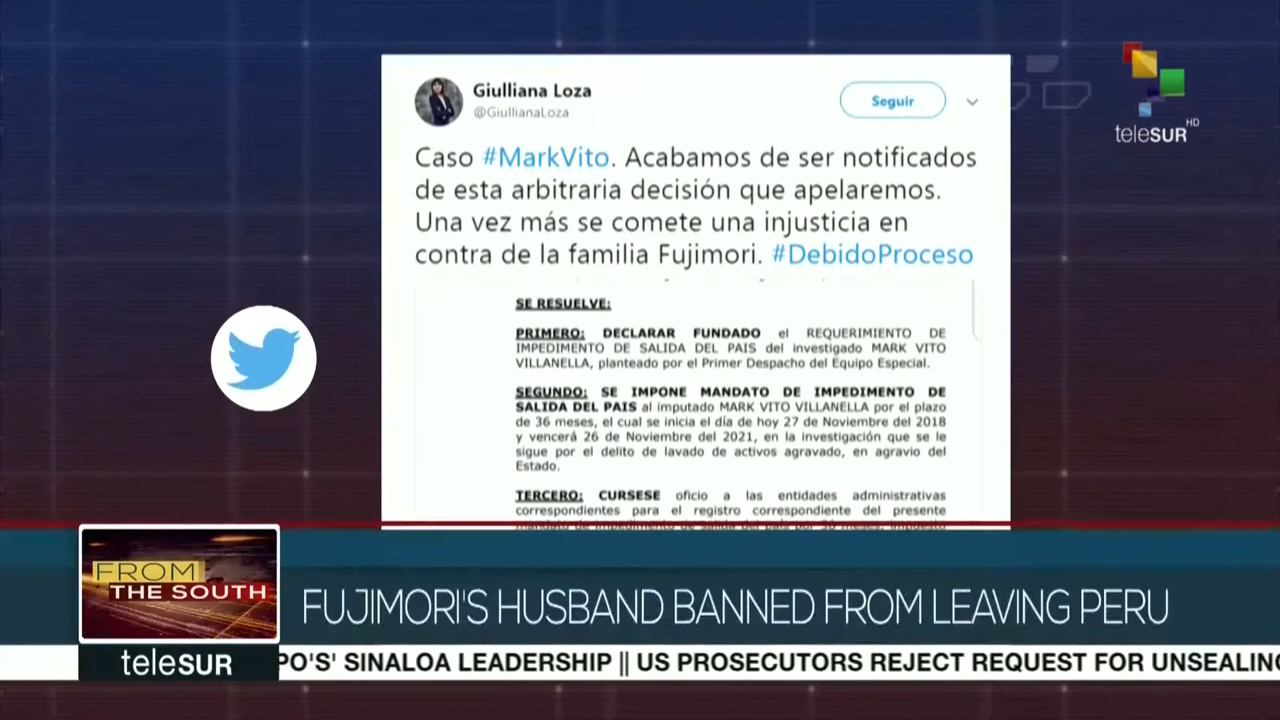 Giulliana Loza
@GiullianaLoza
Seguir
Caso #MarkVito. Acabamos de ser notificados
de esta arbitraria decisión que apelaremos.
Una vez más se comete una injusticia en
contra de la familia Fujimori. #DebidoProceso
SE RESUELVE:
PRIMERO: DECLARAR FUNDADO el REQUERIMIENTO DE
IMPEDIMENTO DE SALIDA DEL PAIS del investigado MARK VITO
VILLANELLA, planteado por el Primer Despacho del Equipo Especial.
SEGUNDO: SE IMPONE MANDATO DE IMPEDIMENTO DE
SALIDA DEL PAIS al imputado MARK VITO VILLANELLA por el plazo
de 36 meses, el cual se inicia el día de hoy 27 de Noviembre del 2018
y vencerá 26 de Noviembre del 2021, en la investigación que se le
sigue por el delito de lavado de activos agravado, en agravio del
Estado.
TERCERO: CURSESE oficio a las entidades administrativas
correspondientes para el registro correspondiente del presente
teleSUR HD
FROM
THE SOUTH
FUJIMORI'S HUSBAND BANNED FROM LEAVING PERU
teleSUR
PO'S' SINALOA LEADERSHIP || US PROSECUTORS REJECT REQUEST FOR UNSEALING